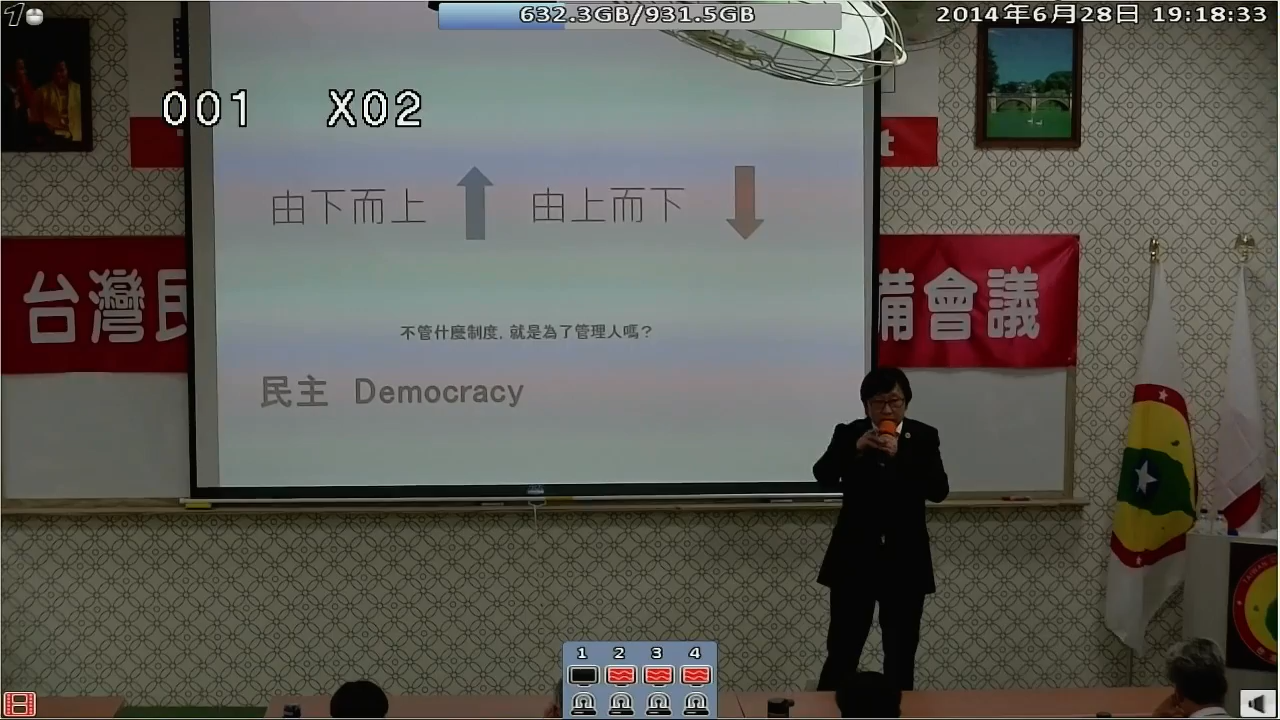 632.3GB/931.5GB
2014年6月28日 19:18:33
001 X02
t
由下而上 由上而下
台灣民
備會議
不管什麼制度, 就是為了管理人嗎?
民主 Democracy
1 2 3 4